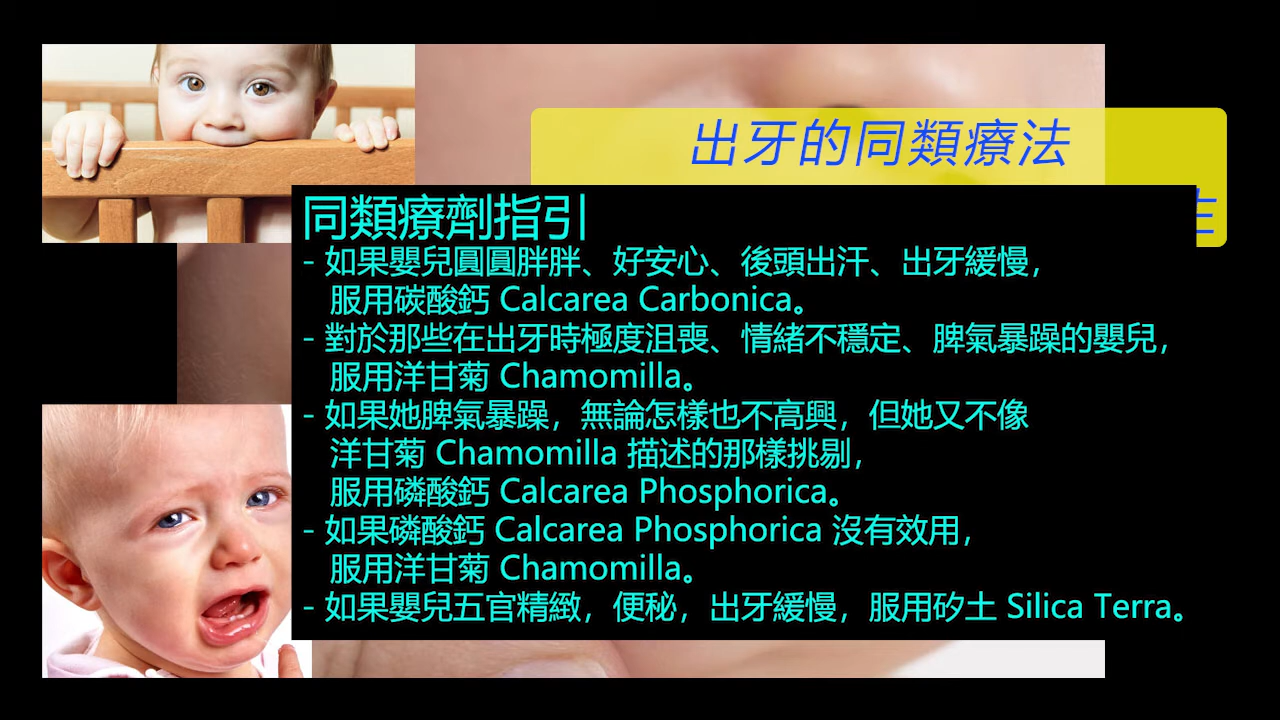 出牙的同類療法
同類療劑指引
- 如果嬰兒圓圓胖胖、好安心、後頭出汗、出牙緩慢，
服用碳酸鈣 Calcarea Carbonica。
- 對於那些在出牙時極度沮喪、情緒不穩定、脾氣暴躁的嬰兒，
服用洋甘菊 Chamomilla。
- 如果她脾氣暴躁，無論怎樣也不高興，但她又不像
洋甘菊 Chamomilla 描述的那樣挑剔，
服用磷酸鈣 Calcarea Phosphorica。
- 如果磷酸鈣 Calcarea Phosphorica 沒有效用，
服用洋甘菊 Chamomilla。
- 如果嬰兒五官精緻，便秘，出牙緩慢，服用矽土 Silica Terra。